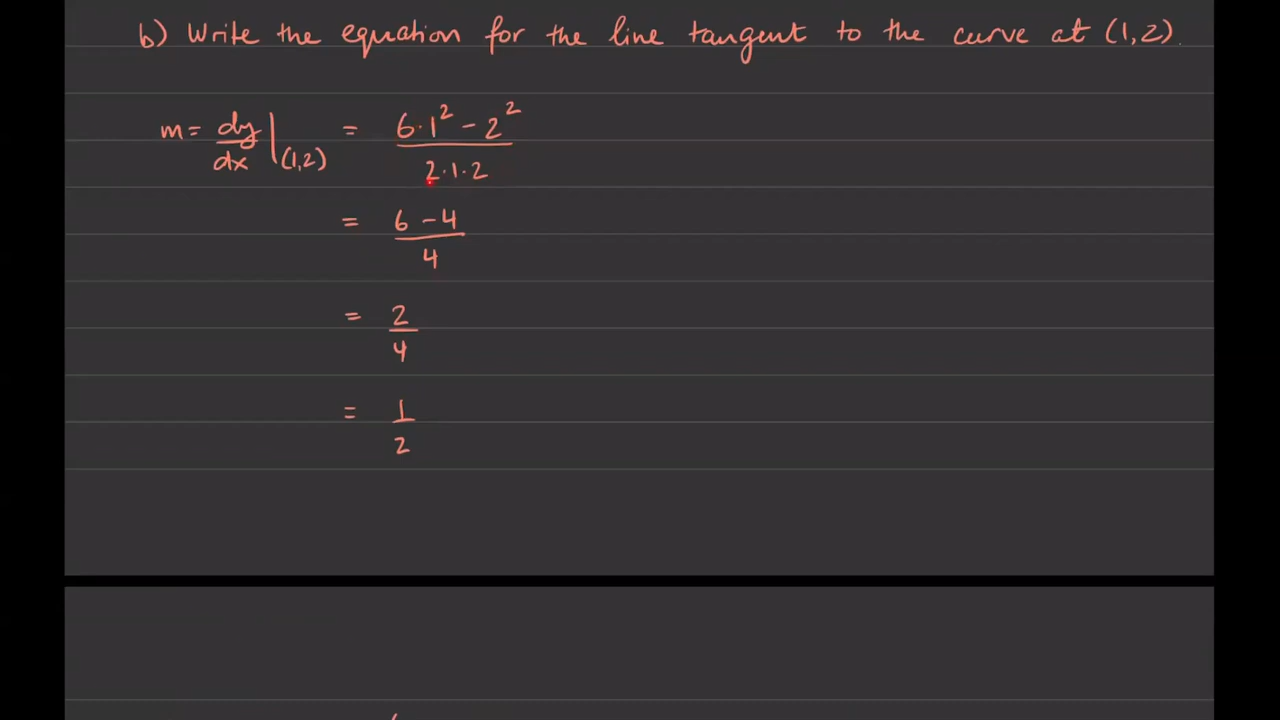 b) Write the equation for the line tangent to the curve at (1,2).
m = dy/dx |(1,2) = (6·1² − 2²)/(2·1·2)
= (6 − 4)/4
= 2/4
= 1/2